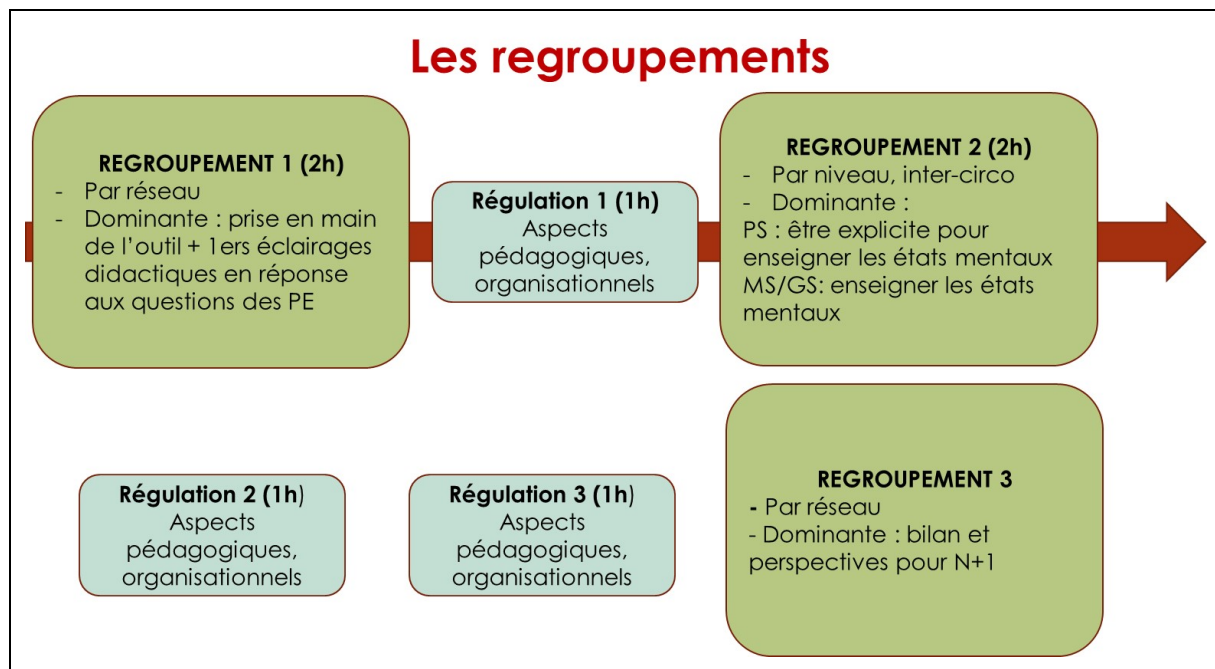 Les regroupements
REGROUPEMENT 1 (2h)
- Par réseau
- Dominante : prise en main
de l'outil + 1ers éclairages
didactiques en réponse
aux questions des PE
Régulation 1 (1h)
Aspects
pédagogiques,
organisationnels
REGROUPEMENT 2 (2h)
- Par niveau, inter-circo
- Dominante :
PS : être explicite pour
enseigner les états mentaux
MS/GS: enseigner les états
mentaux
Régulation 2 (1h)
Aspects
pédagogiques,
organisationnels
Régulation 3 (1h)
Aspects
pédagogiques,
organisationnels
REGROUPEMENT 3
- Par réseau
- Dominante : bilan et
perspectives pour N+1